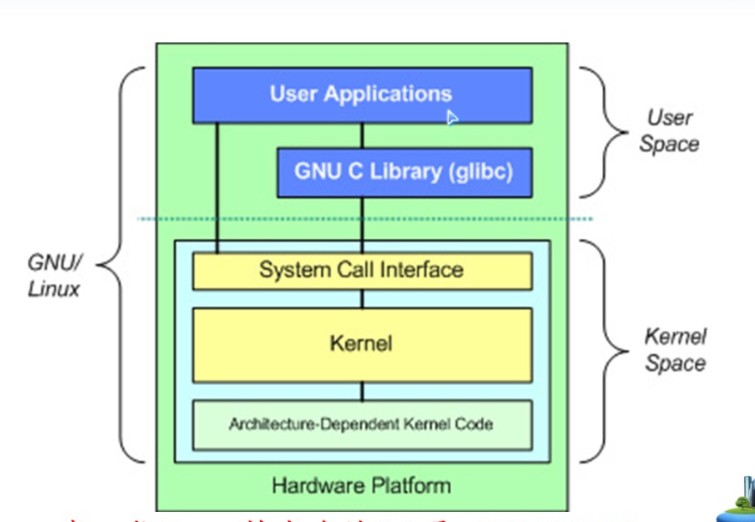 User Applications
GNU C Library (glibc)
User
Space
GNU/
Linux
System Call Interface
Kernel
Architecture-Dependent Kernel Code
Kernel
Space
Hardware Platform